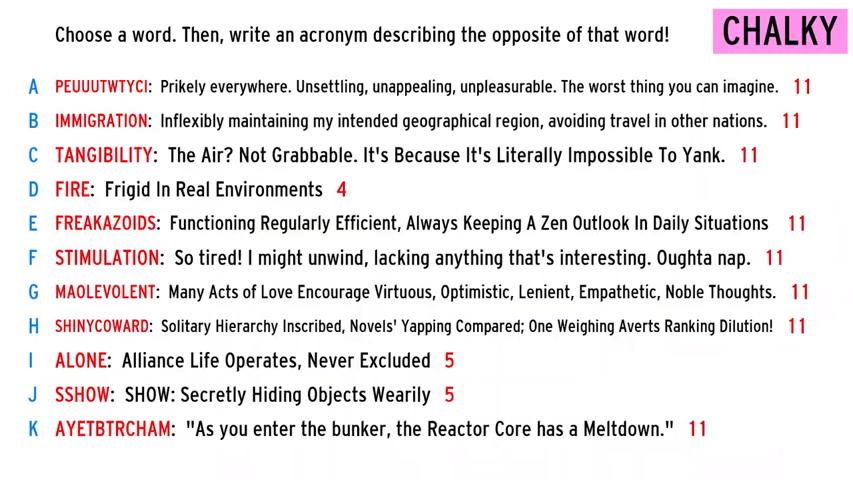 Choose a word. Then, write an acronym describing the opposite of that word! CHALKY
A PEUUUTWTYCI: Prikely everywhere. Unsettling, unappealing, unpleasurable. The worst thing you can imagine. 11
B IMMIGRATION: Inflexibly maintaining my intended geographical region, avoiding travel in other nations. 11
C TANGIBILITY: The Air? Not Grabbable. It's Because It's Literally Impossible To Yank. 11
D FIRE: Frigid In Real Environments 4
E FREAKAZOIDS: Functioning Regularly Efficient, Always Keeping A Zen Outlook In Daily Situations 11
F STIMULATION: So tired! I might unwind, lacking anything that's interesting. Oughta nap. 11
G MAOLEVOLENT: Many Acts of Love Encourage Virtuous, Optimistic, Lenient, Empathetic, Noble Thoughts. 11
H SHINYCOWARD: Solitary Hierarchy Inscribed, Novels' Yapping Compared; One Weighing Averts Ranking Dilution! 11
I ALONE: Alliance Life Operates, Never Excluded 5
J SSHOW: SHOW: Secretly Hiding Objects Wearily 5
K AYETBTRCHAM: "As you enter the bunker, the Reactor Core has a Meltdown." 11